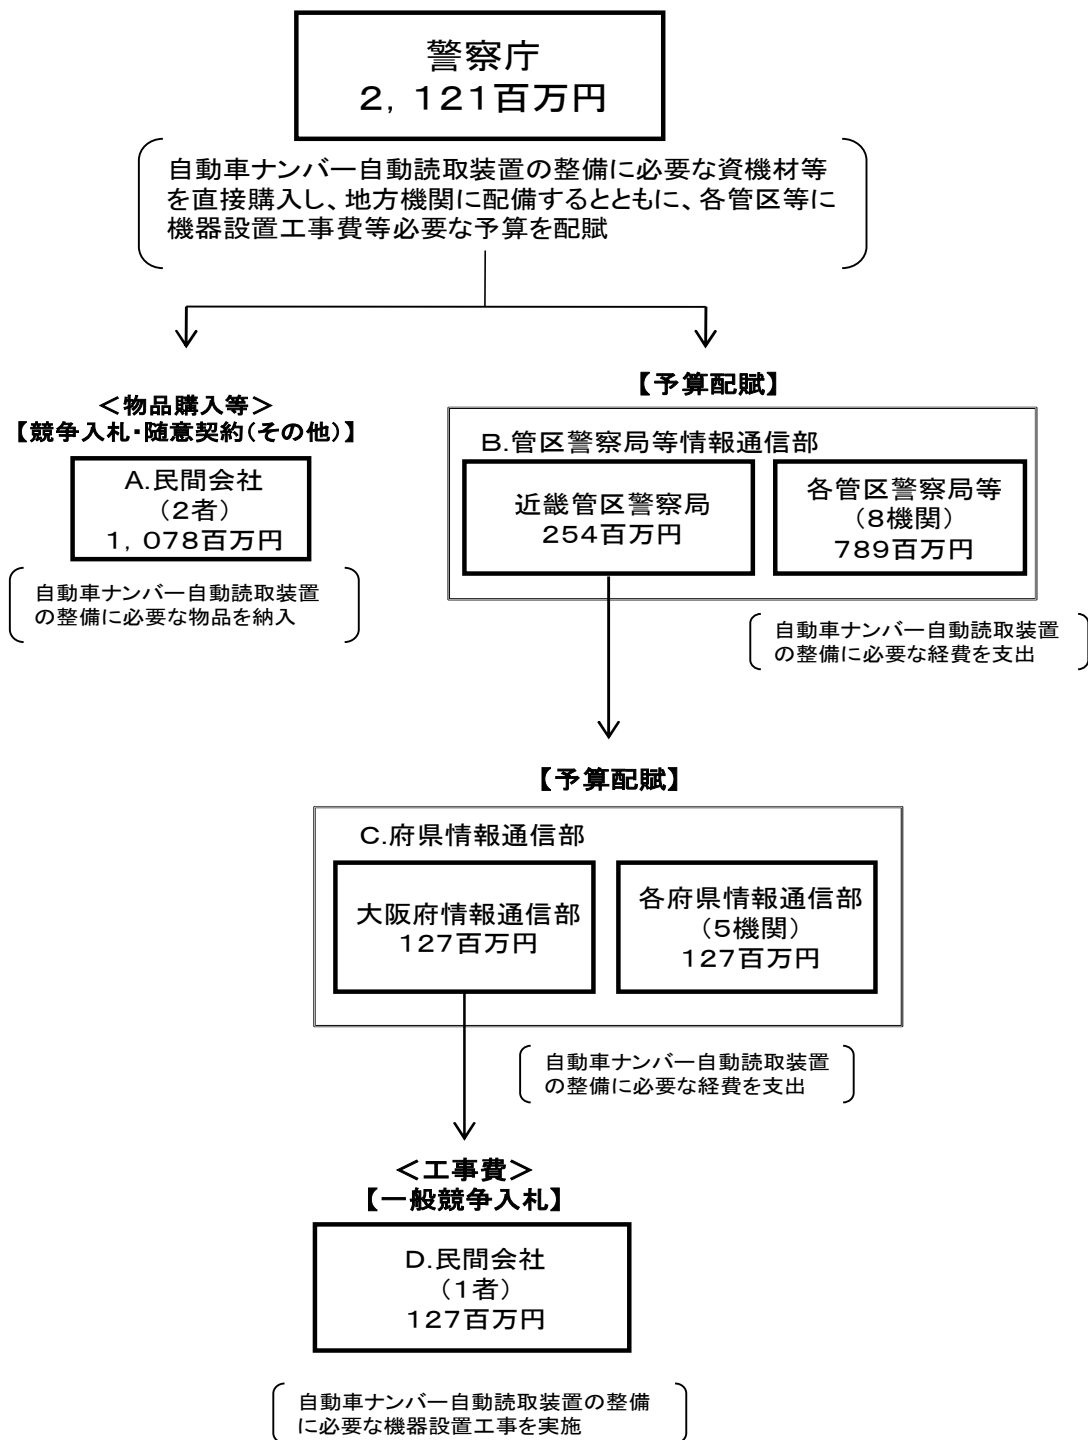 警察庁
2，121百万円
自動車ナンバー自動読取装置の整備に必要な資機材等
を直接購入し、地方機関に配備するとともに、各管区等に
機器設置工事費等必要な予算を配賦
＜物品購入等＞
【競争入札・随意契約（その他）】
A.民間会社
（2者）
1，078百万円
自動車ナンバー自動読取装置
の整備に必要な物品を納入
【予算配賦】
B.管区警察局等情報通信部
近畿管区警察局
254百万円
各管区警察局等
（8機関）
789百万円
自動車ナンバー自動読取装置
の整備に必要な経費を支出
【予算配賦】
C.府県情報通信部
大阪府情報通信部
127百万円
各府県情報通信部
（5機関）
127百万円
自動車ナンバー自動読取装置
の整備に必要な経費を支出
＜工事費＞
【一般競争入札】
D.民間会社
（1者）
127百万円
自動車ナンバー自動読取装置の整備
に必要な機器設置工事を実施